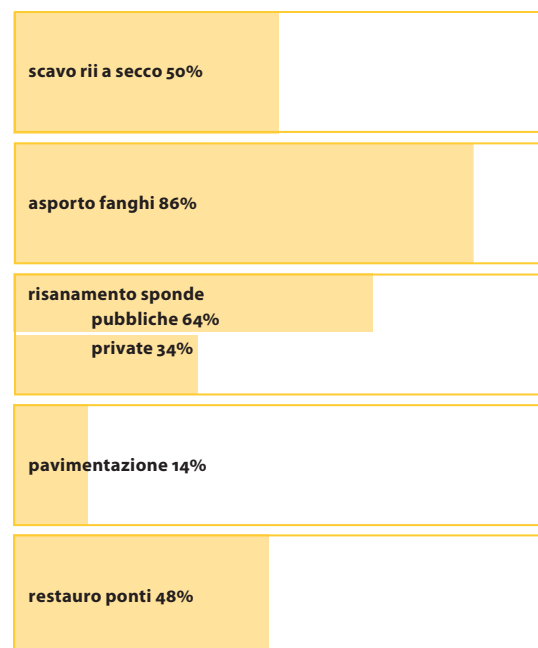 scavo rii a secco 50%
asporto fanghi 86%
risanamento sponde
pubbliche 64%
private 34%
pavimentazione 14%
restauro ponti 48%